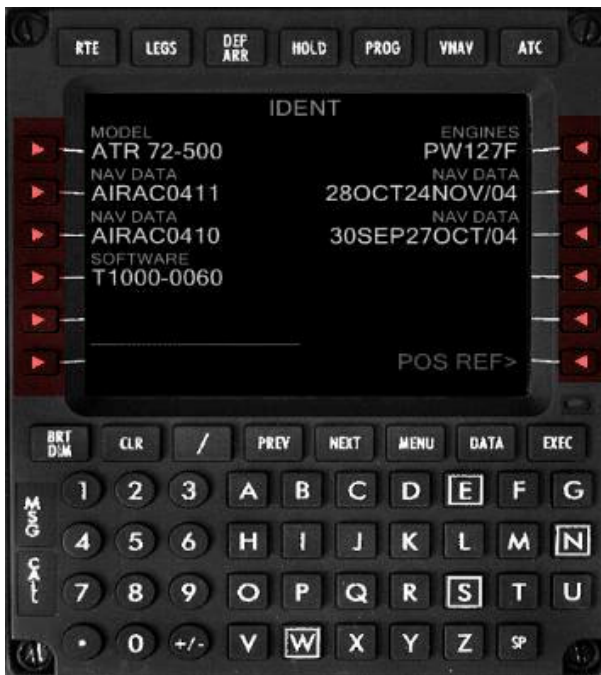 RTE LEGS DEP ARR HOLD PROG VNAV ATC
IDENT
MODEL ENGINES
ATR 72-500 PW127F
NAV DATA NAV DATA
AIRAC0411 28OCT24NOV/04
NAV DATA NAV DATA
AIRAC0410 30SEP27OCT/04
SOFTWARE
T1000-0060
POS REF>
BRT DIM CLR / PREV NEXT MENU DATA EXEC
MSG
CALL
1 2 3 A B C D E F G
4 5 6 H I J K L M N
7 8 9 O P Q R S T U
. 0 +/- V W X Y Z SP